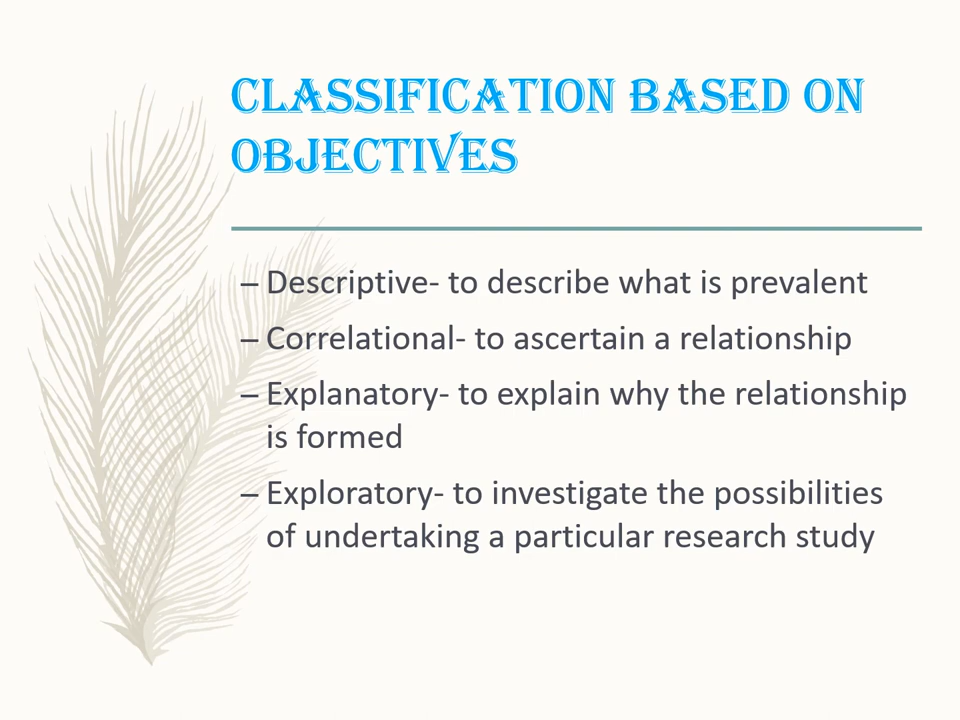 CLASSIFICATION BASED ON
OBJECTIVES
– Descriptive- to describe what is prevalent
– Correlational- to ascertain a relationship
– Explanatory- to explain why the relationship
is formed
– Exploratory- to investigate the possibilities
of undertaking a particular research study